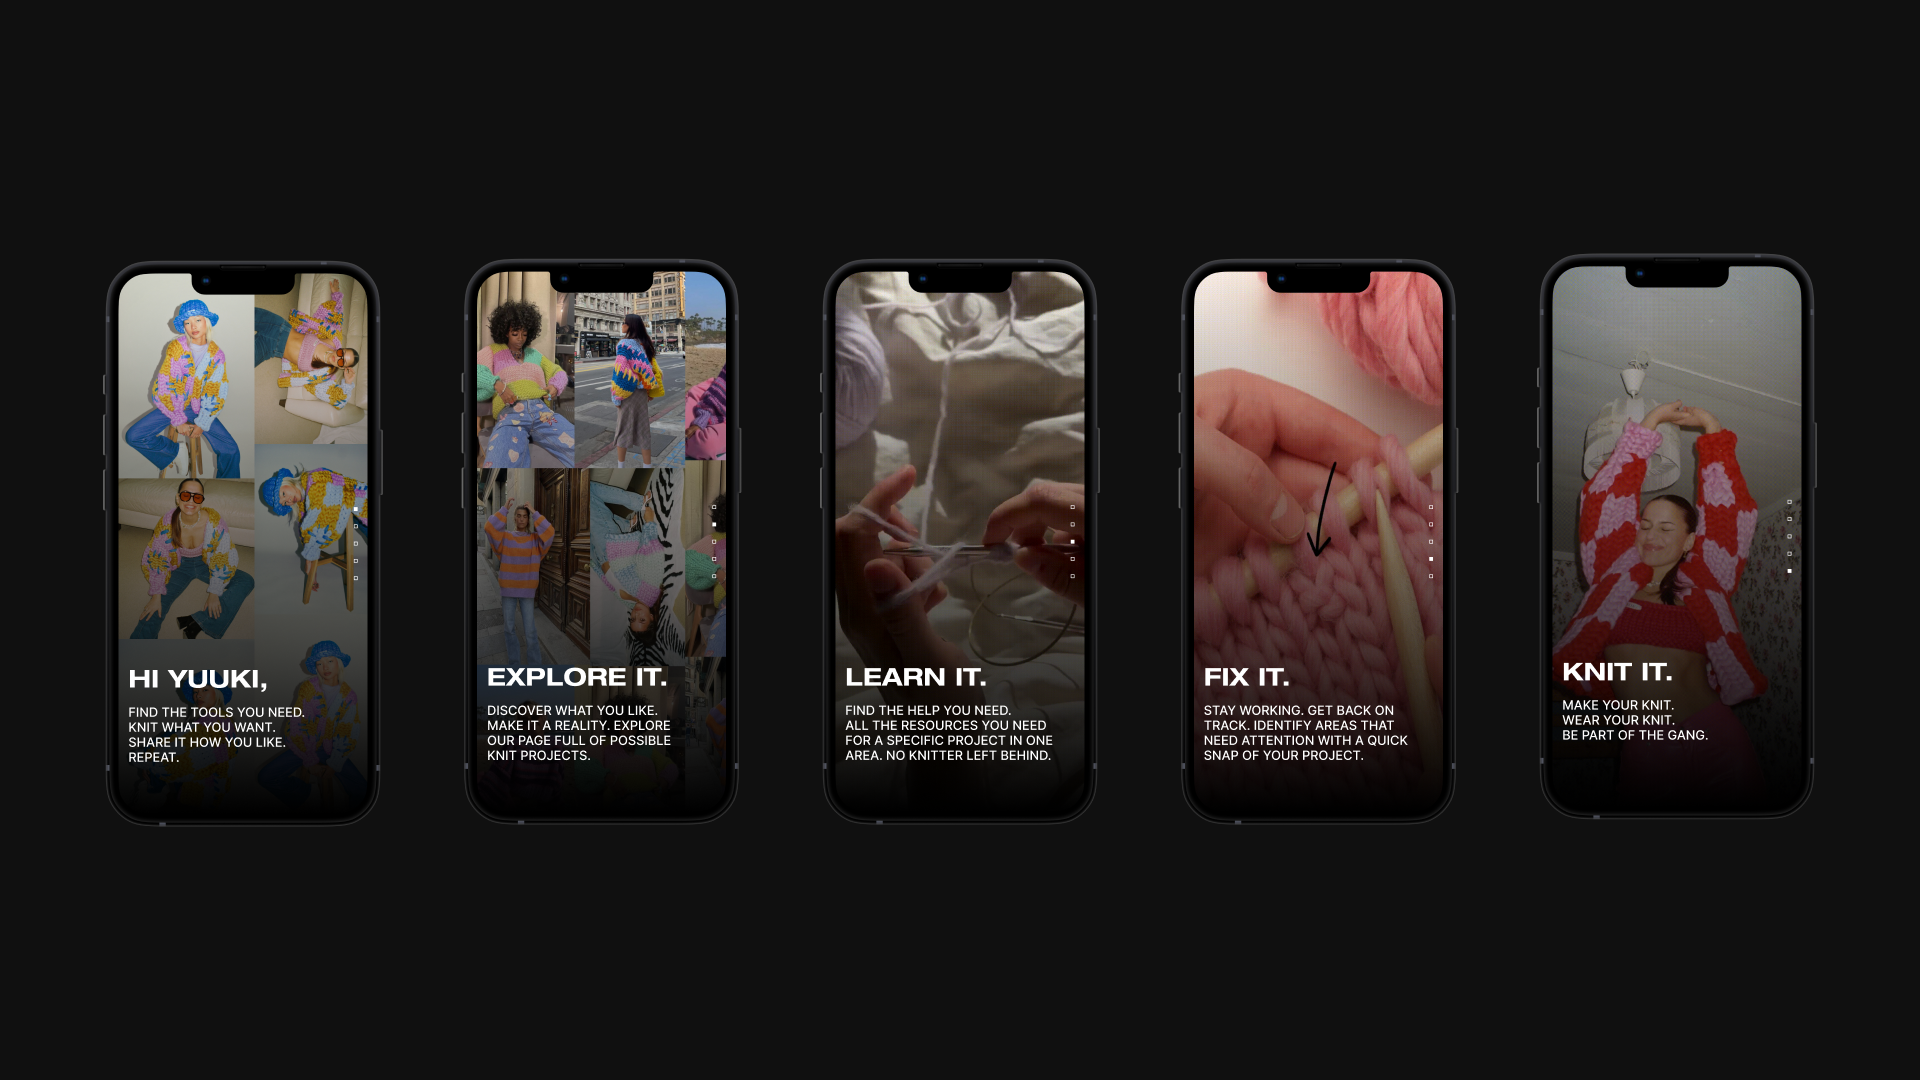 HI YUUKI,
FIND THE TOOLS YOU NEED.
KNIT WHAT YOU WANT.
SHARE IT HOW YOU LIKE.
REPEAT.
EXPLORE IT.
DISCOVER WHAT YOU LIKE.
MAKE IT A REALITY. EXPLORE
OUR PAGE FULL OF POSSIBLE
KNIT PROJECTS.
LEARN IT.
FIND THE HELP YOU NEED.
ALL THE RESOURCES YOU NEED
FOR A SPECIFIC PROJECT IN ONE
AREA. NO KNITTER LEFT BEHIND.
FIX IT.
STAY WORKING. GET BACK ON
TRACK. IDENTIFY AREAS THAT
NEED ATTENTION WITH A QUICK
SNAP OF YOUR PROJECT.
KNIT IT.
MAKE YOUR KNIT.
WEAR YOUR KNIT.
BE PART OF THE GANG.